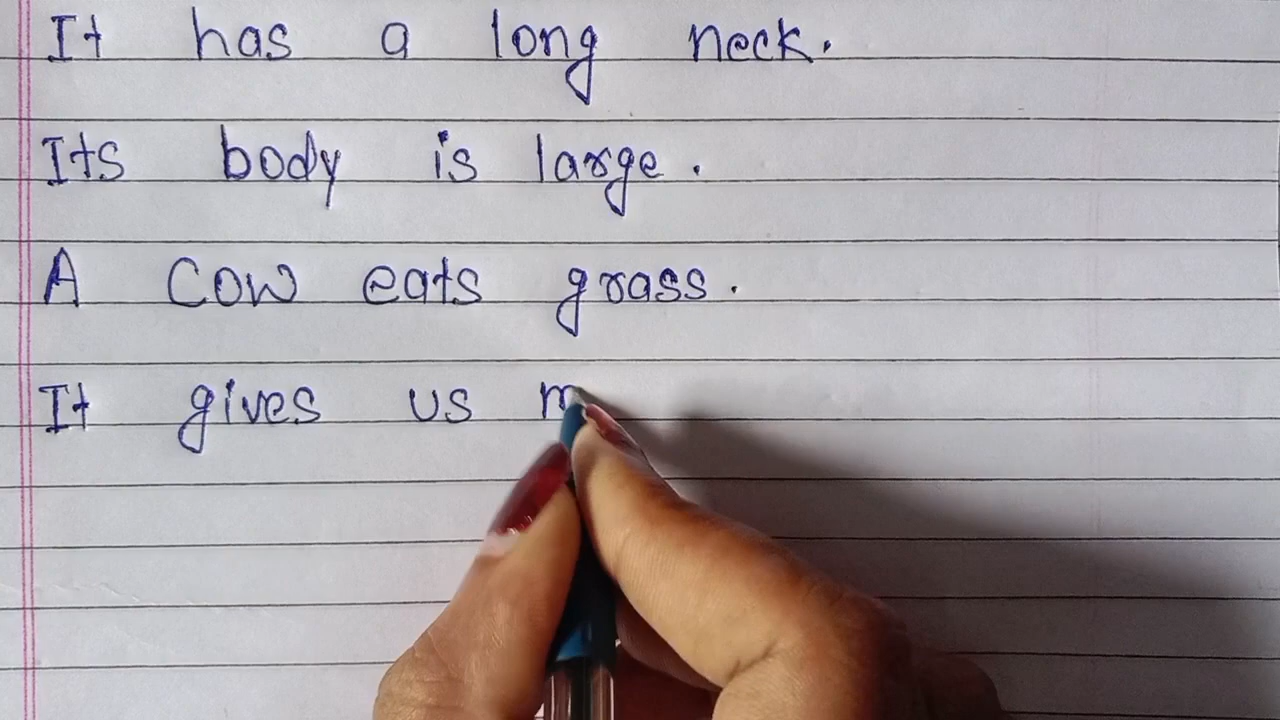 It has a long neck.
Its body is large.
A cow eats grass.
It gives us m